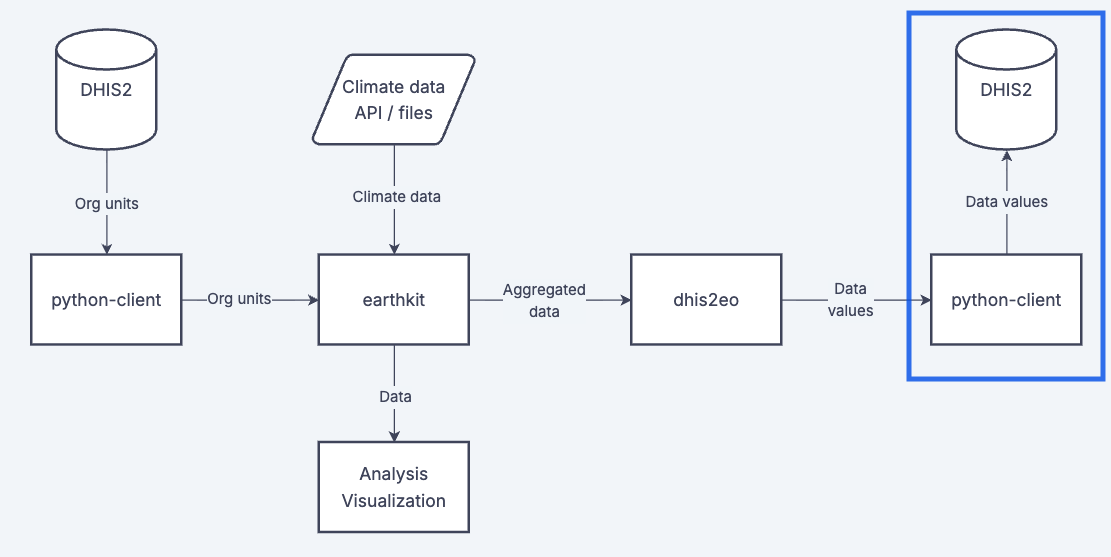 DHIS2
Climate data
API / files
DHIS2
Org units
Climate data
Data values
python-client
Org units
earthkit
Aggregated
data
dhis2eo
Data
values
python-client
Data
Analysis
Visualization